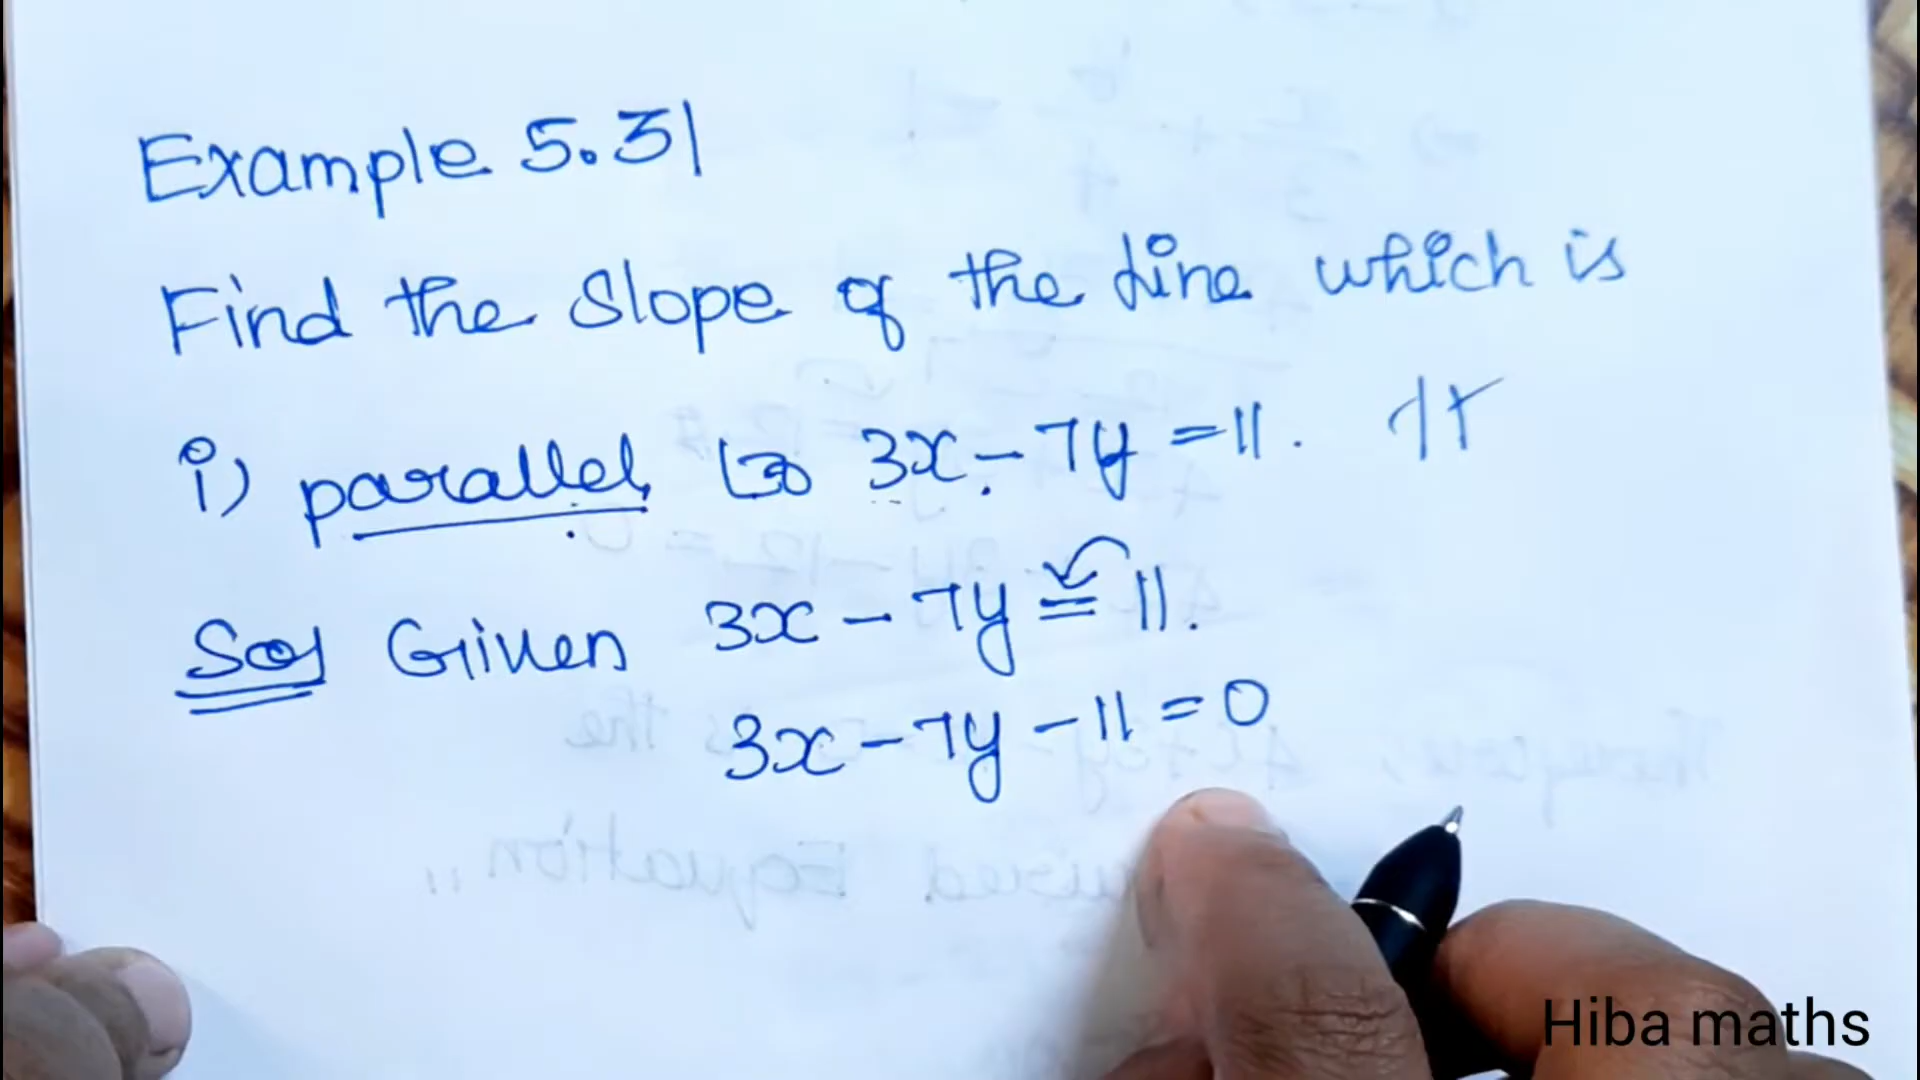 Example 5.31
Find the Slope of the Line which is
i) parallel to 3x - 7y = 11.
Sol Given 3x - 7y = 11.
3x - 7y - 11 = 0
Hiba maths